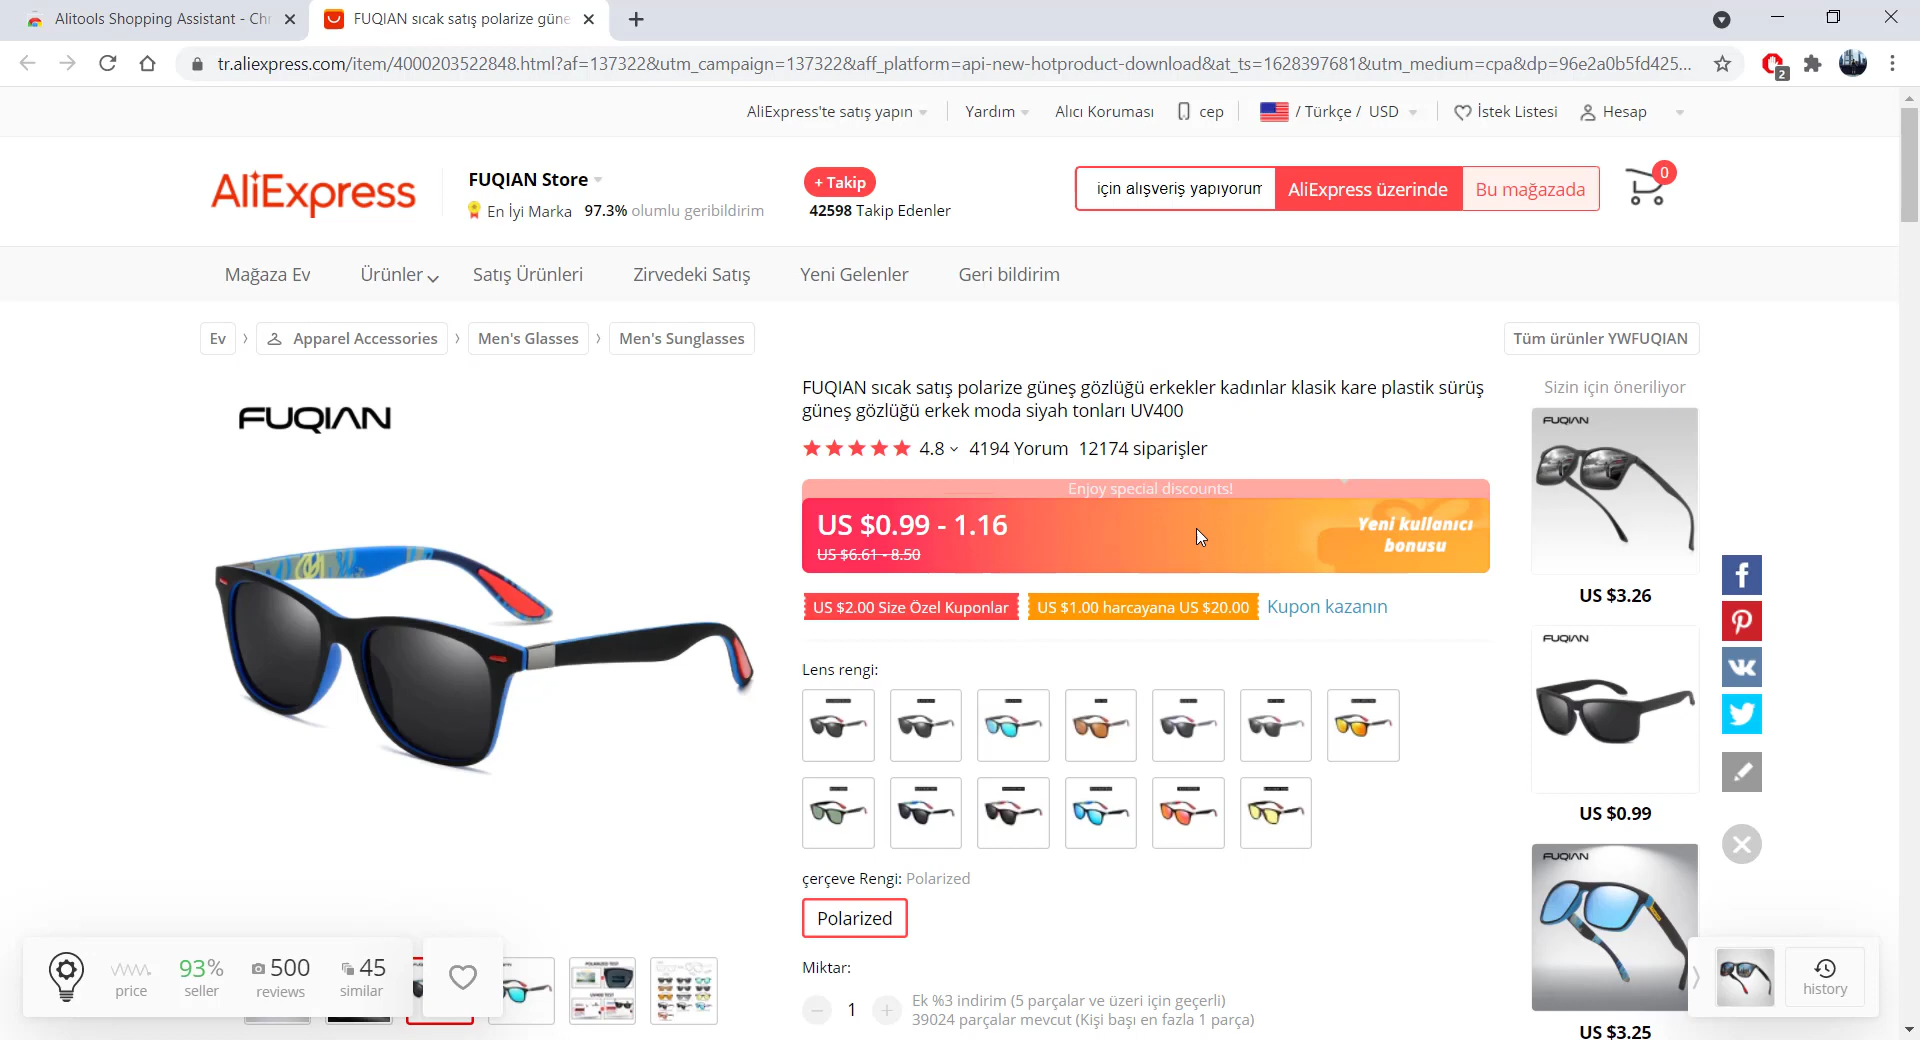 Alitools Shopping Assistant - Chr
FUQIAN sıcak satış polarize güne
tr.aliexpress.com/item/4000203522848.html?af=137322&utm_campaign=137322&aff_platform=api-new-hotproduct-download&at_ts=1628397681&utm_medium=cpa&dp=96e2a0b5fd425...
2
AliExpress'te satış yapın
Yardım
Alıcı Koruması
cep
/ Türkçe / USD
İstek Listesi
Hesap
AliExpress
FUQIAN Store
En İyi Marka 97.3% olumlu geribildirim
+ Takip
42598 Takip Edenler
için alışveriş yapıyorum
AliExpress üzerinde
Bu mağazada
0
Mağaza Ev
Ürünler
Satış Ürünleri
Zirvedeki Satış
Yeni Gelenler
Geri bildirim
Ev
Apparel Accessories
Men's Glasses
Men's Sunglasses
Tüm ürünler YWFUQIAN
FUQIAN
FUQIAN sıcak satış polarize güneş gözlüğü erkekler kadınlar klasik kare plastik sürüş
güneş gözlüğü erkek moda siyah tonları UV400
4.8 4194 Yorum 12174 siparişler
Enjoy special discounts!
US $0.99 - 1.16
US $6.61 - 8.50
Yeni kullanıcı
bonusu
US $2.00 Size Özel Kuponlar
US $1.00 harcayana US $20.00
Kupon kazanın
Lens rengi:
çerçeve Rengi: Polarized
Polarized
Miktar:
1
Ek %3 indirim (5 parçalar ve üzeri için geçerli)
39024 parçalar mevcut (Kişi başı en fazla 1 parça)
Sizin için öneriliyor
FUQIAN
US $3.26
FUQIAN
US $0.99
FUQIAN
US $3.25
price
93%
seller
500
reviews
45
similar
history